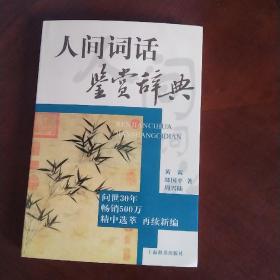 人间词话
鉴赏辞典
RENJIANCIHUA
JIANSHANGCIDIAN
黄霖
周兴陆 著
问世30年
畅销500万
精中选萃 再续新编
上海辞书出版社